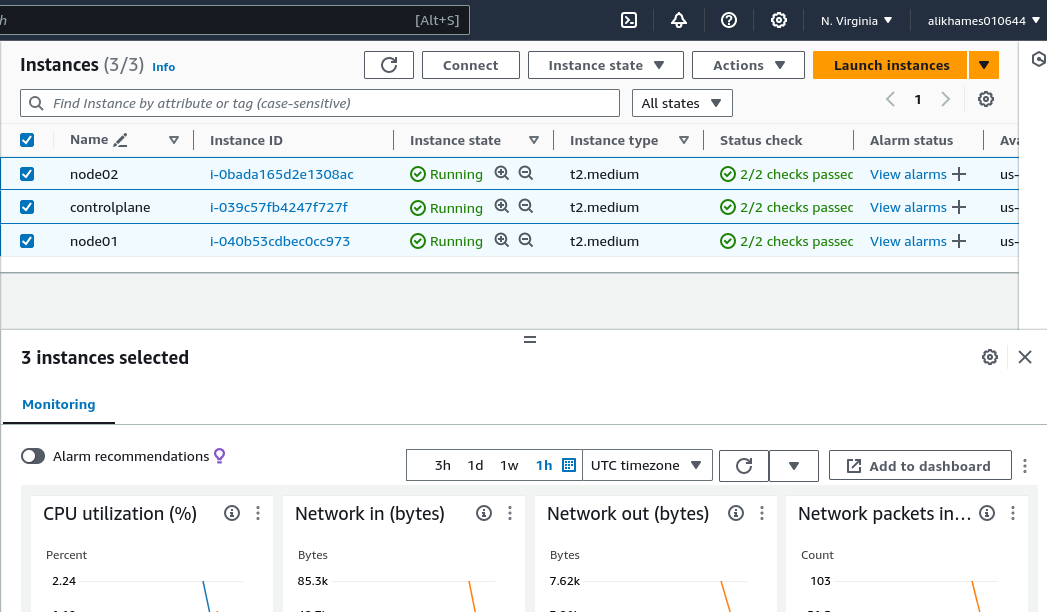 h [Alt+S] N. Virginia alikhames010644
Instances (3/3) Info Connect Instance state Actions Launch instances
Find Instance by attribute or tag (case-sensitive) All states 1
Name Instance ID Instance state Instance type Status check Alarm status Ava
node02 i-0bada165d2e1308ac Running t2.medium 2/2 checks passec View alarms us-
controlplane i-039c57fb4247f727f Running t2.medium 2/2 checks passec View alarms us-
node01 i-040b53cdbec0cc973 Running t2.medium 2/2 checks passec View alarms us-
3 instances selected
Monitoring
Alarm recommendations 3h 1d 1w 1h UTC timezone Add to dashboard
CPU utilization (%) Network in (bytes) Network out (bytes) Network packets in...
Percent Bytes Bytes Count
2.24 85.3k 7.62k 103